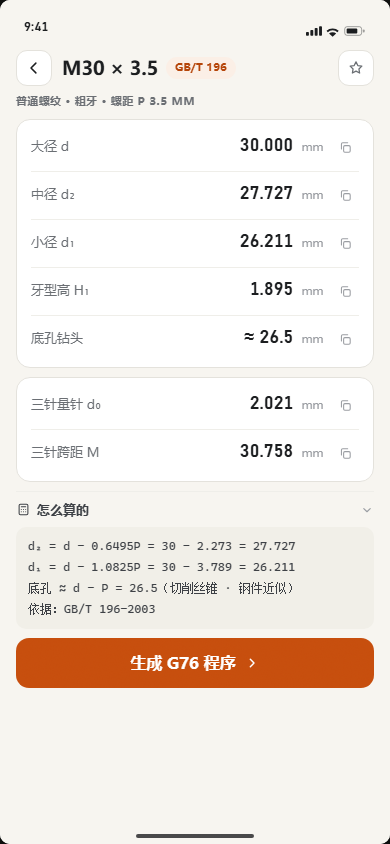 9:41
M30 × 3.5 GB/T 196
普通螺纹 • 粗牙 • 螺距 P 3.5 MM
大径 d 30.000 mm
中径 d₂ 27.727 mm
小径 d₁ 26.211 mm
牙型高 H₁ 1.895 mm
底孔钻头 ≈ 26.5 mm
三针量针 d₀ 2.021 mm
三针跨距 M 30.758 mm
怎么算的
d₂ = d − 0.6495P = 30 − 2.273 = 27.727
d₁ = d − 1.0825P = 30 − 3.789 = 26.211
底孔 ≈ d − P = 26.5（切削丝锥 · 钢件近似）
依据: GB/T 196-2003
生成 G76 程序